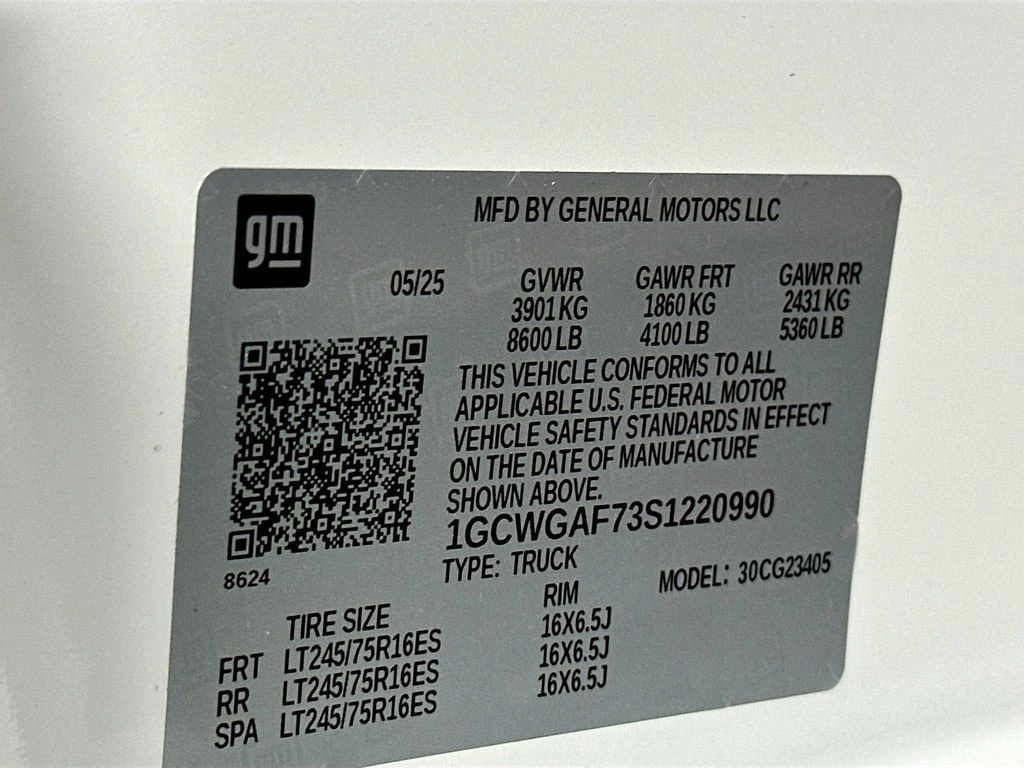 gm
MFD BY GENERAL MOTORS LLC
05/25 GVWR GAWR FRT GAWR RR
3901 KG 1860 KG 2431 KG
8600 LB 4100 LB 5360 LB
THIS VEHICLE CONFORMS TO ALL
APPLICABLE U.S. FEDERAL MOTOR
VEHICLE SAFETY STANDARDS IN EFFECT
ON THE DATE OF MANUFACTURE
SHOWN ABOVE.
1GCWGAF73S1220990
8624
TYPE: TRUCK MODEL: 30CG23405
TIRE SIZE RIM
FRT LT245/75R16ES 16X6.5J
RR LT245/75R16ES 16X6.5J
SPA LT245/75R16ES 16X6.5J